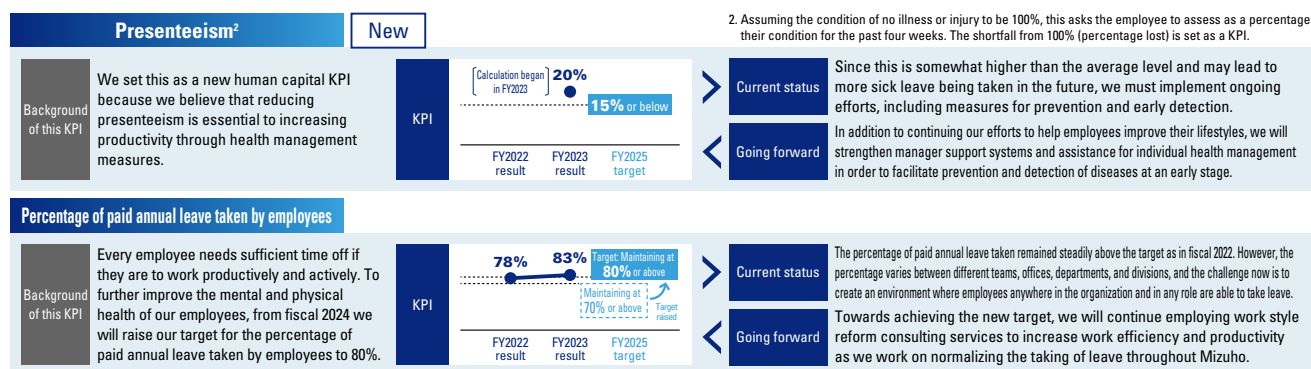 Presenteeism2
New
2. Assuming the condition of no illness or injury to be 100%, this asks the employee to assess as a percentage
their condition for the past four weeks. The shortfall from 100% (percentage lost) is set as a KPI.
Background
of this KPI
We set this as a new human capital KPI
because we believe that reducing
presenteeism is essential to increasing
productivity through health management
measures.
KPI
Calculation began
in FY2023
20%
15% or below
FY2022
result
FY2023
result
FY2025
target
Current status
Since this is somewhat higher than the average level and may lead to
more sick leave being taken in the future, we must implement ongoing
efforts, including measures for prevention and early detection.
Going forward
In addition to continuing our efforts to help employees improve their lifestyles, we will
strengthen manager support systems and assistance for individual health management
in order to facilitate prevention and detection of diseases at an early stage.
Percentage of paid annual leave taken by employees
Background
of this KPI
Every employee needs sufficient time off if
they are to work productively and actively. To
further improve the mental and physical
health of our employees, from fiscal 2024 we
will raise our target for the percentage of
paid annual leave taken by employees to 80%.
KPI
78%
83%
Target: Maintaining at
80% or above
Maintaining at
70% or above
Target
raised
FY2022
result
FY2023
result
FY2025
target
Current status
The percentage of paid annual leave taken remained steadily above the target as in fiscal 2022. However, the
percentage varies between different teams, offices, departments, and divisions, and the challenge now is to
create an environment where employees anywhere in the organization and in any role are able to take leave.
Going forward
Towards achieving the new target, we will continue employing work style
reform consulting services to increase work efficiency and productivity
as we work on normalizing the taking of leave throughout Mizuho.